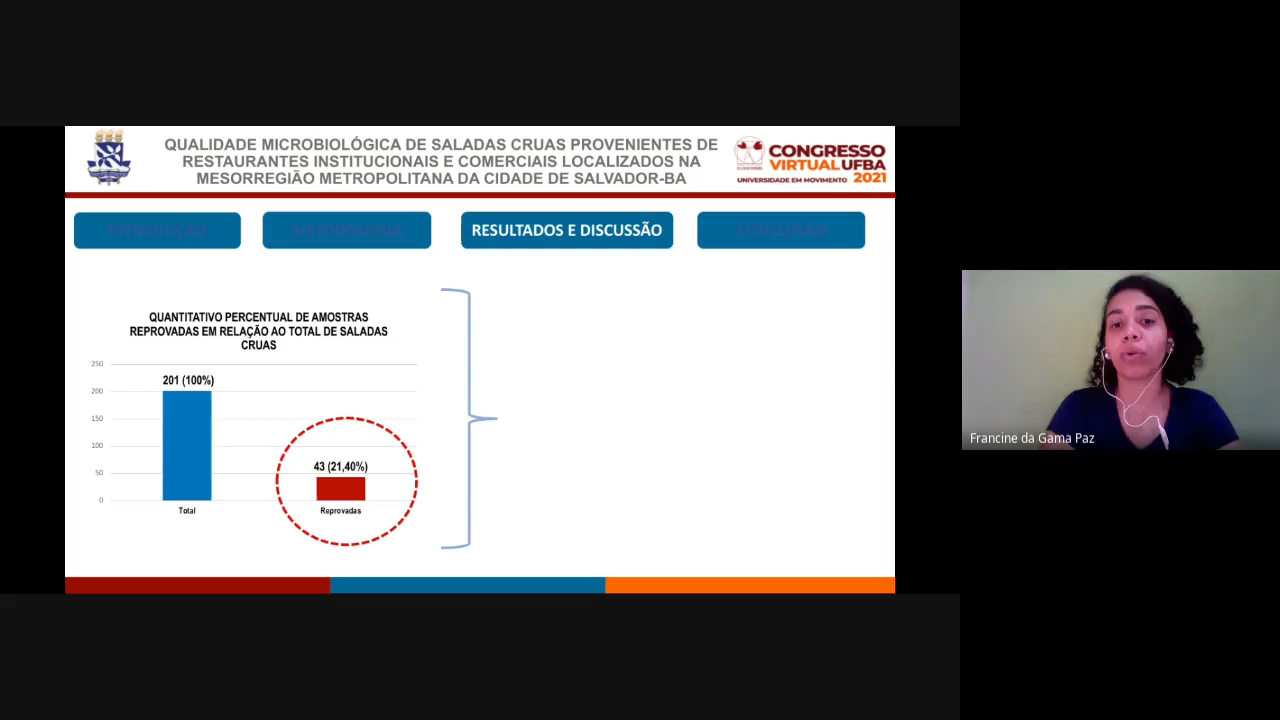 QUALIDADE MICROBIOLÓGICA DE SALADAS CRUAS PROVENIENTES DE
RESTAURANTES INSTITUCIONAIS E COMERCIAIS LOCALIZADOS NA
MESORREGIÃO METROPOLITANA DA CIDADE DE SALVADOR-BA
CONGRESSO
VIRTUAL UFBA
UNIVERSIDADE EM MOVIMENTO 2021
INTRODUÇÃO
METODOLOGIA
RESULTADOS E DISCUSSÃO
CONCLUSÃO
QUANTITATIVO PERCENTUAL DE AMOSTRAS
REPROVADAS EM RELAÇÃO AO TOTAL DE SALADAS
CRUAS
250
200
150
100
50
0
201 (100%)
43 (21,40%)
Total
Reprovadas
Francine da Gama Paz